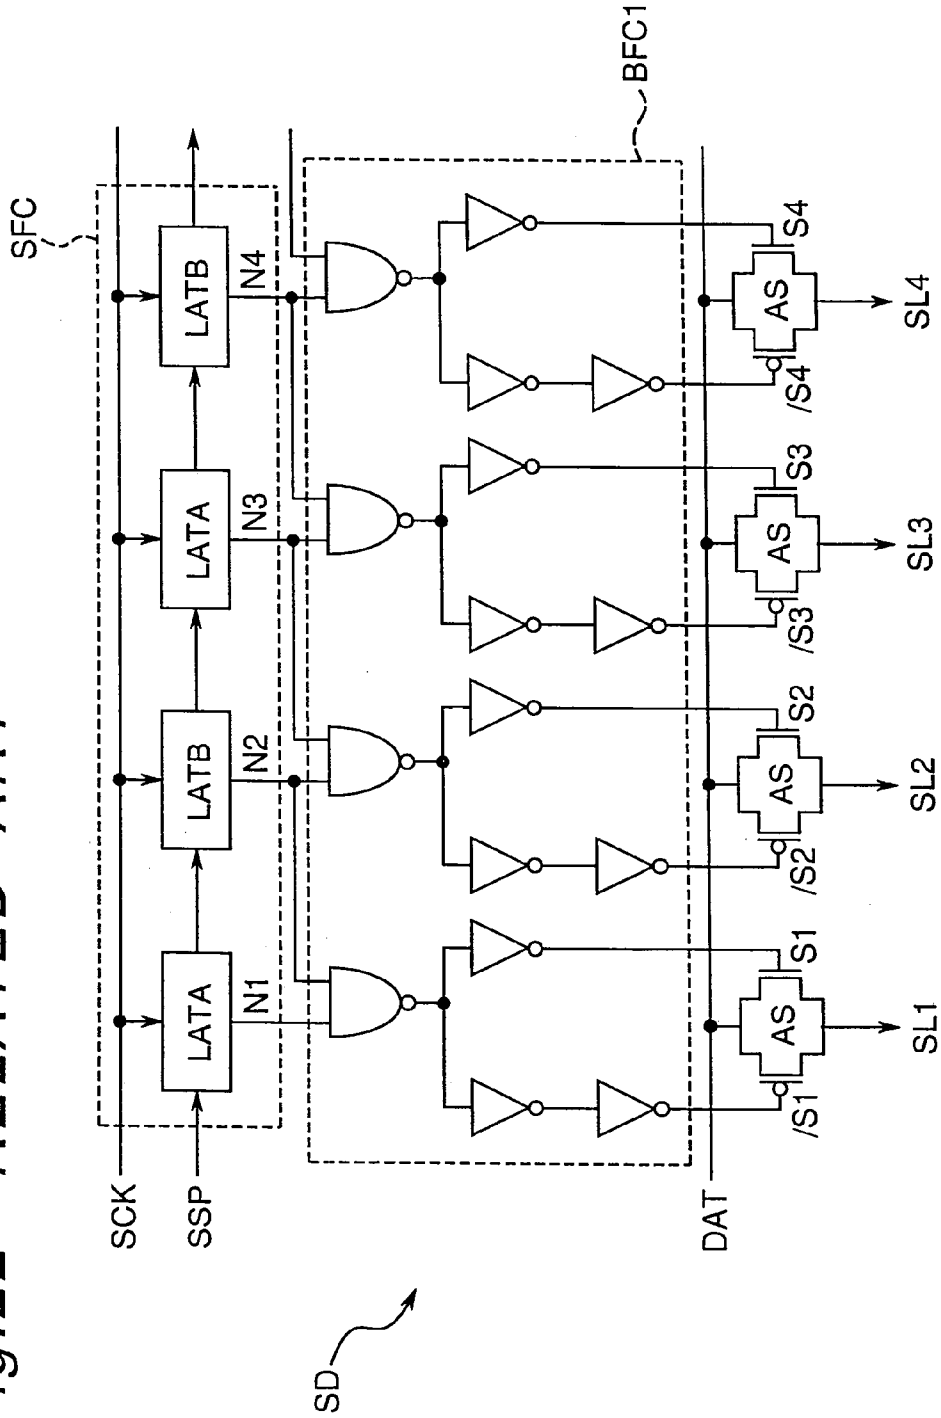 SFC
SCK
SSP
LATA
LATB
LATA
LATB
N1
N2
N3
N4
BFC1
SD
DAT
/S1
AS
S1
/S2
AS
S2
/S3
AS
S3
/S4
AS
S4
SL1
SL2
SL3
SL4